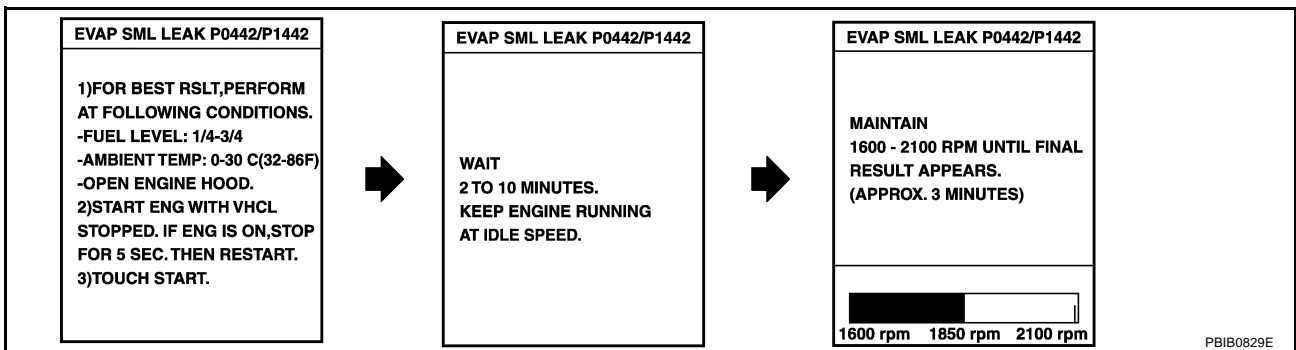 EVAP SML LEAK P0442/P1442
1)FOR BEST RSLT,PERFORM
AT FOLLOWING CONDITIONS.
-FUEL LEVEL: 1/4-3/4
-AMBIENT TEMP: 0-30 C(32-86F)
-OPEN ENGINE HOOD.
2)START ENG WITH VHCL
STOPPED. IF ENG IS ON,STOP
FOR 5 SEC. THEN RESTART.
3)TOUCH START.
EVAP SML LEAK P0442/P1442
WAIT
2 TO 10 MINUTES.
KEEP ENGINE RUNNING
AT IDLE SPEED.
EVAP SML LEAK P0442/P1442
MAINTAIN
1600 - 2100 RPM UNTIL FINAL
RESULT APPEARS.
(APPROX. 3 MINUTES)
1600 rpm 1850 rpm 2100 rpm
PBIB0829E